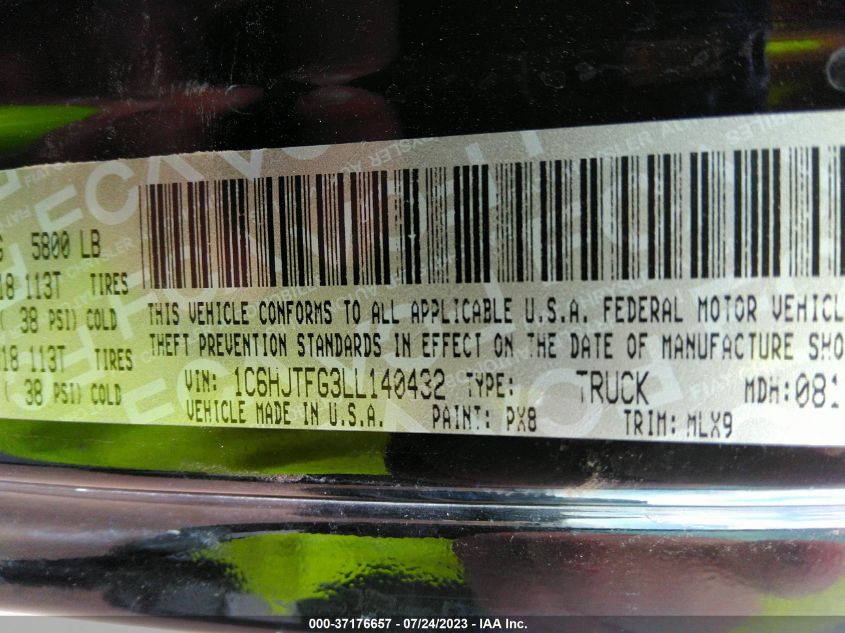 5800 LB
18 113T TIRES
( 38 PSI) COLD
18 113T TIRES
( 38 PSI) COLD
THIS VEHICLE CONFORMS TO ALL APPLICABLE U.S.A. FEDERAL MOTOR VEHICL
THEFT PREVENTION STANDARDS IN EFFECT ON THE DATE OF MANUFACTURE SHO
VIN: 1C6HJTFG3LL140432 TYPE: TRUCK MDH:081
VEHICLE MADE IN U.S.A. PAINT: PX8 TRIM: MLX9
000-37176657 - 07/24/2023 - IAA Inc.